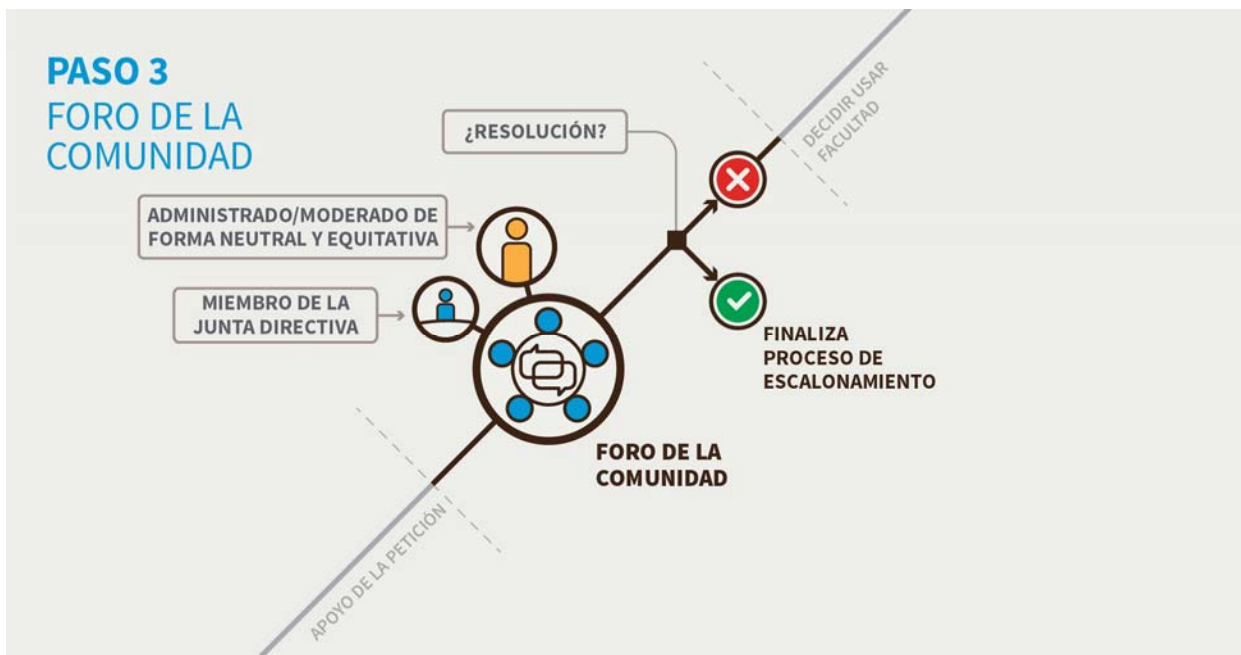 PASO 3
FORO DE LA
COMUNIDAD
¿RESOLUCIÓN?
DECIDIR USAR
FACULTAD
ADMINISTRADO/MODERADO DE
FORMA NEUTRAL Y EQUITATIVA
MIEMBRO DE LA
JUNTA DIRECTIVA
FINALIZA
PROCESO DE
ESCALONAMIENTO
FORO DE LA
COMUNIDAD
APOYO DE LA PETICIÓN